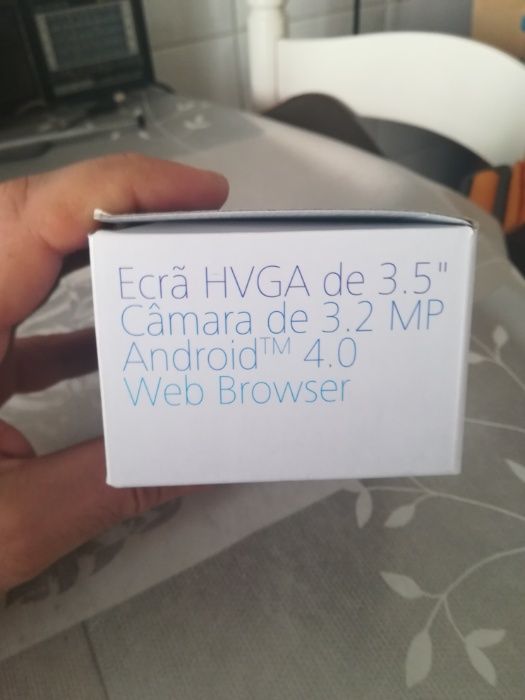 Ecrã HVGA de 3.5"
Câmara de 3.2 MP
Android™ 4.0
Web Browser